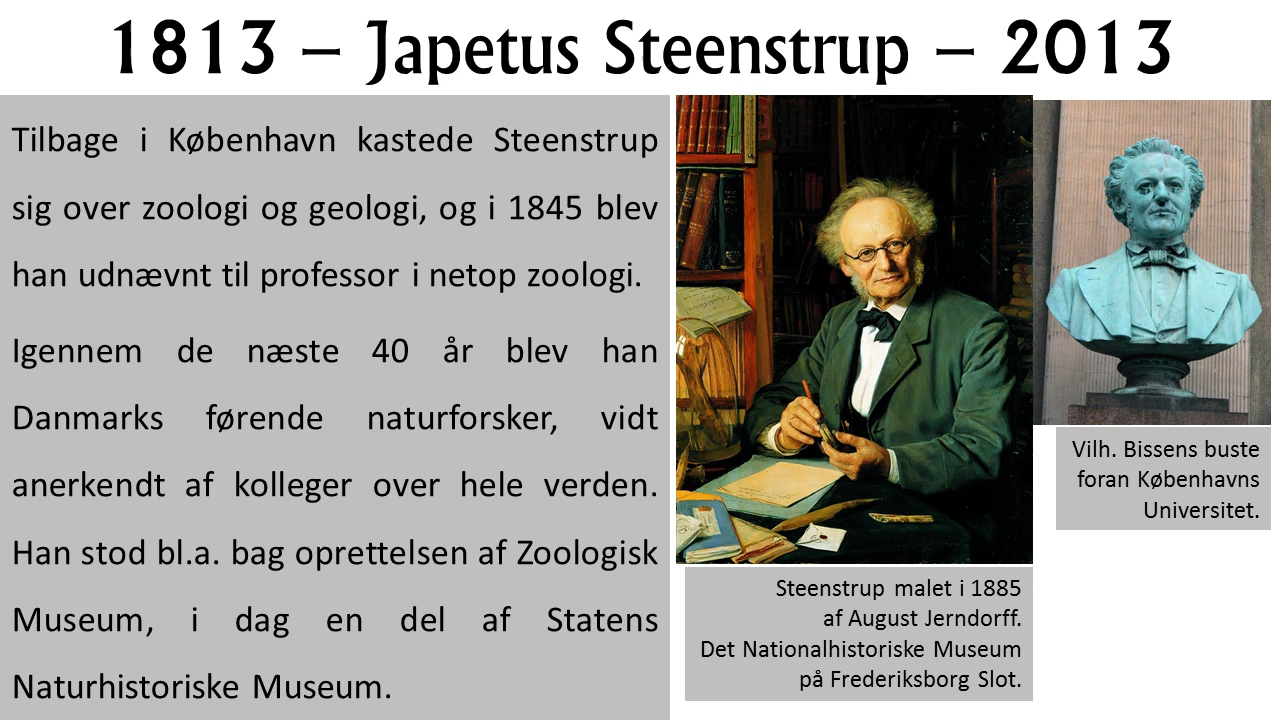 1813 – Japetus Steenstrup – 2013
Tilbage i København kastede Steenstrup
sig over zoologi og geologi, og i 1845 blev
han udnævnt til professor i netop zoologi.
Igennem de næste 40 år blev han
Danmarks førende naturforsker, vidt
anerkendt af kolleger over hele verden.
Han stod bl.a. bag oprettelsen af Zoologisk
Museum, i dag en del af Statens
Naturhistoriske Museum.
Vilh. Bissens buste
foran Københavns
Universitet.
Steenstrup malet i 1885
af August Jerndorff.
Det Nationalhistoriske Museum
på Frederiksborg Slot.